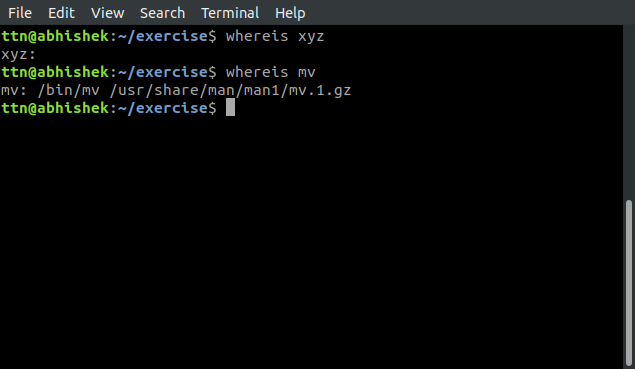 File Edit View Search Terminal Help
ttn@abhishek:~/exercise$ whereis xyz
xyz:
ttn@abhishek:~/exercise$ whereis mv
mv: /bin/mv /usr/share/man/man1/mv.1.gz
ttn@abhishek:~/exercise$